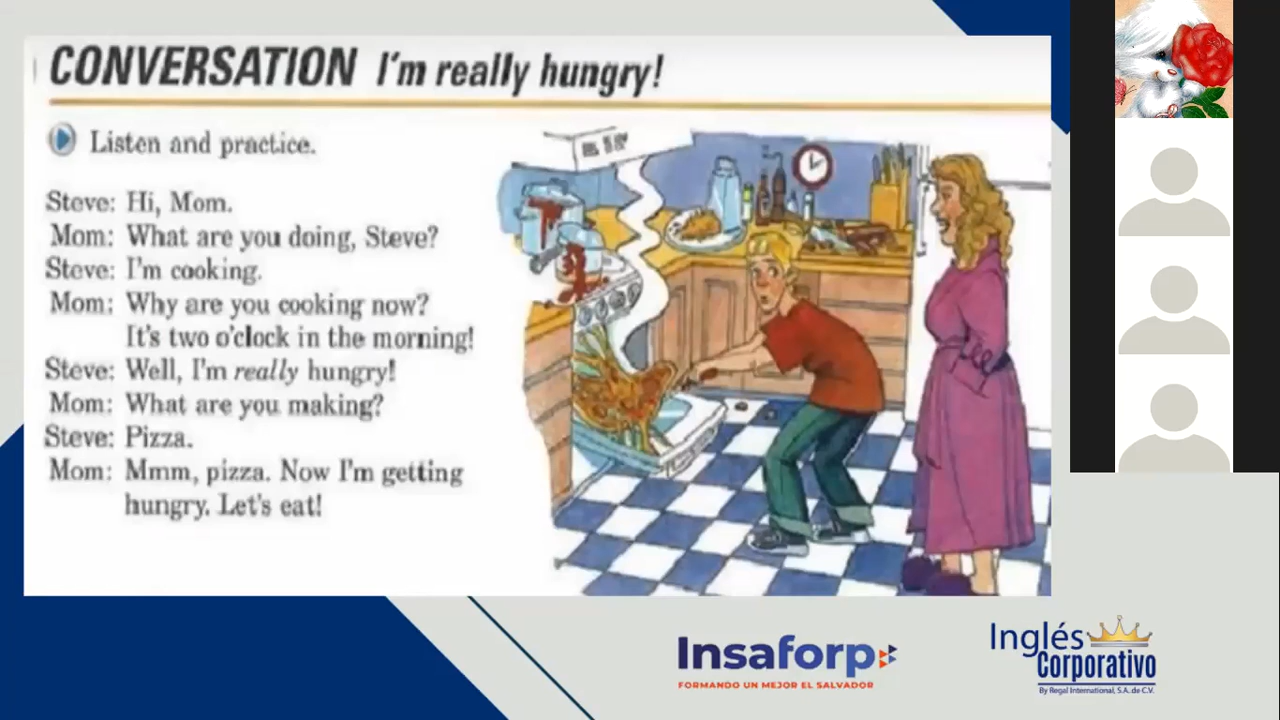 CONVERSATION I'm really hungry!
Listen and practice.
Steve: Hi, Mom.
Mom: What are you doing, Steve?
Steve: I'm cooking.
Mom: Why are you cooking now?
It's two o'clock in the morning!
Steve: Well, I'm really hungry!
Mom: What are you making?
Steve: Pizza.
Mom: Mmm, pizza. Now I'm getting
hungry. Let's eat!
Insaforp
FORMANDO UN MEJOR EL SALVADOR
Inglés
Corporativo
By Regal International, S.A. de C.V.